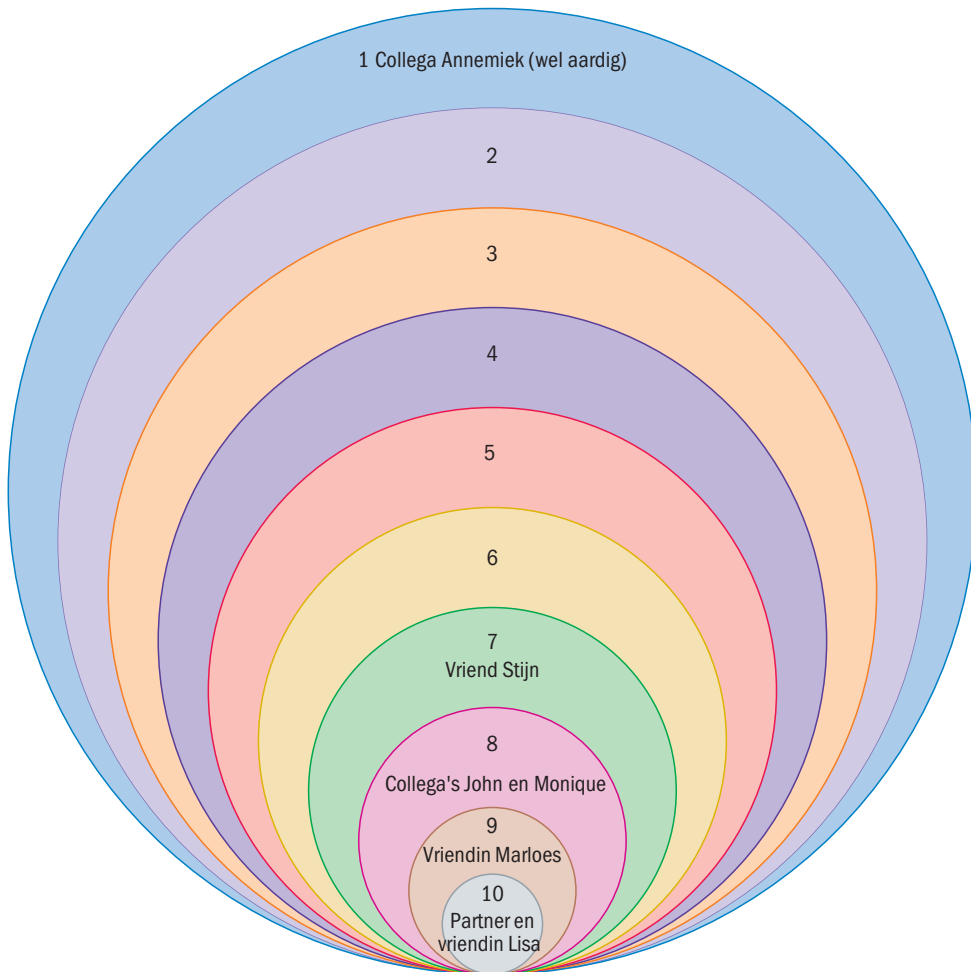 1 Collega Annemiek (wel aardig)
2
3
4
5
6
7
Vriend Stijn
8
Collega's John en Monique
9
Vriendin Marloes
10
Partner en
vriendin Lisa